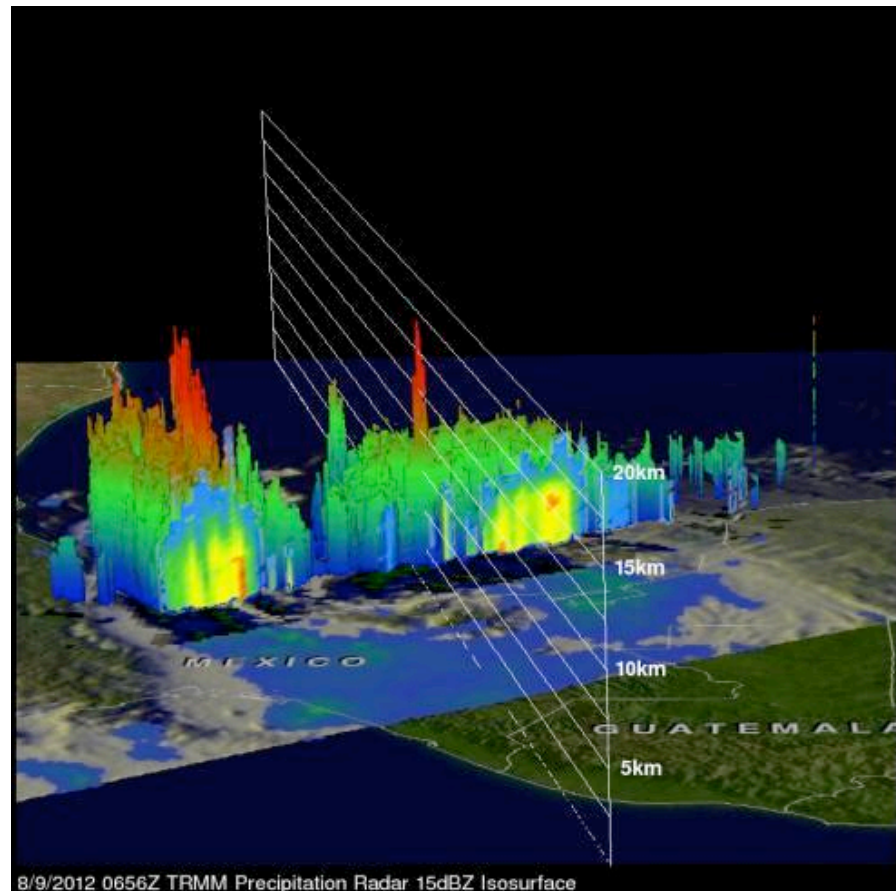 20km
15km
MEXICO
10km
GUATEMALA
5km
8/9/2012 0656Z TRMM Precipitation Radar 15dBZ Isosurface